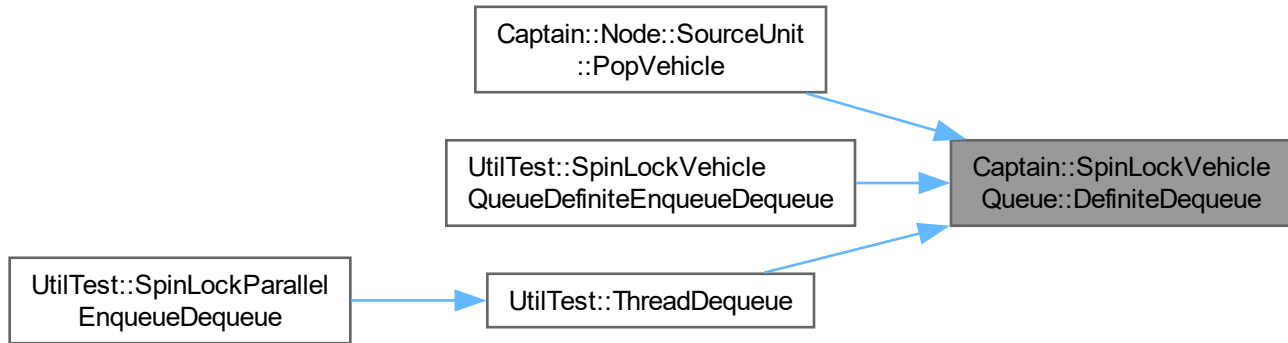 Captain::Node::SourceUnit
::PopVehicle
UtilTest::SpinLockVehicle
QueueDefiniteEnqueueDequeue
Captain::SpinLockVehicle
Queue::DefiniteDequeue
UtilTest::SpinLockParallel
EnqueueDequeue
UtilTest::ThreadDequeue